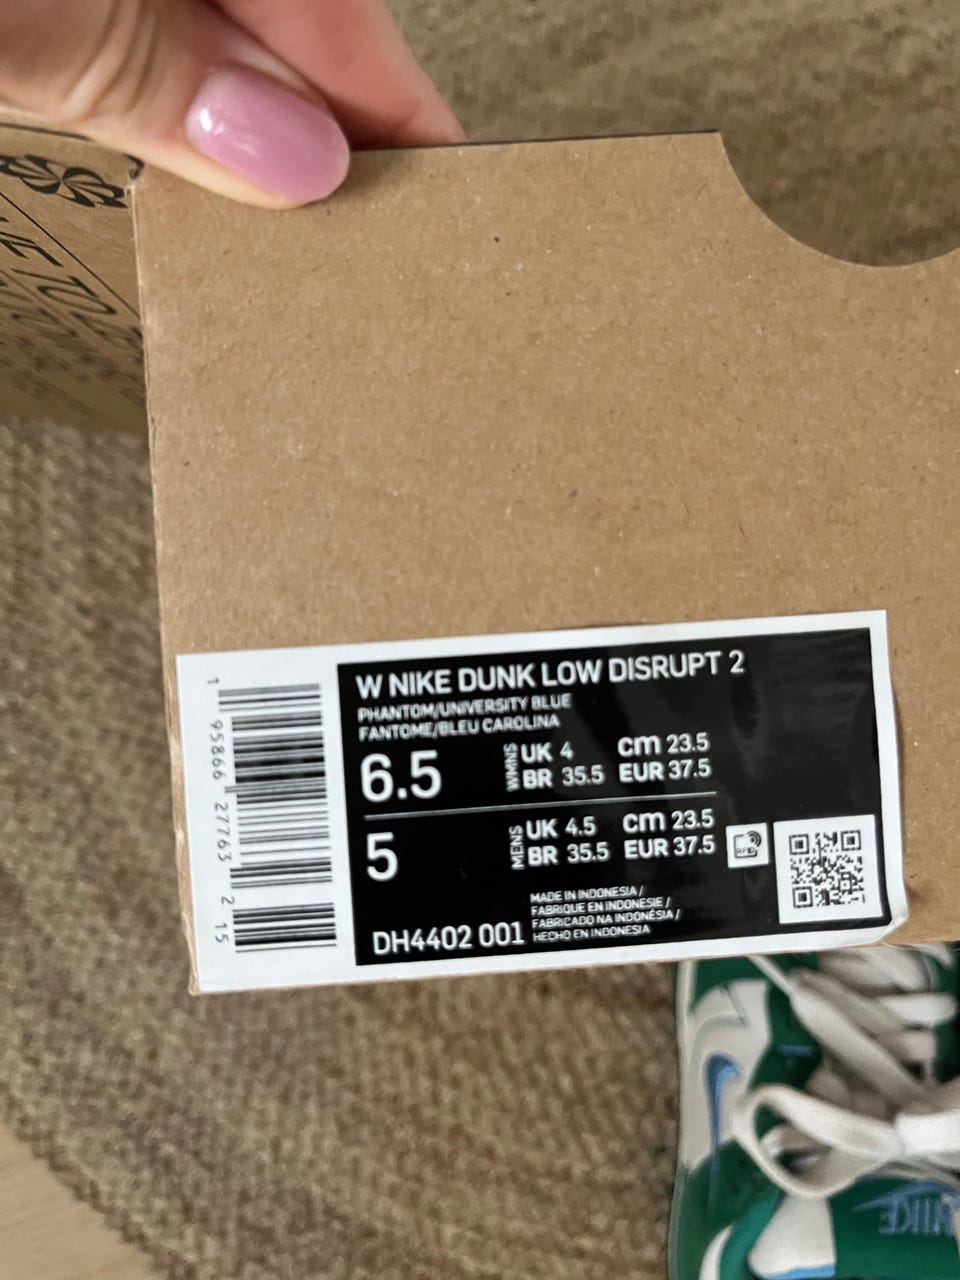 W NIKE DUNK LOW DISRUPT 2
PHANTOM/UNIVERSITY BLUE
FANTOME/BLEU CAROLINA
6.5
WMNS
UK 4 cm 23.5
BR 35.5 EUR 37.5
5
MENS
UK 4.5 cm 23.5
BR 35.5 EUR 37.5
RFID
MADE IN INDONESIA /
FABRIQUE EN INDONESIE /
FABRICADO NA INDONÉSIA /
HECHO EN INDONESIA
DH4402 001
1 95866 27763 2 15
NIKE